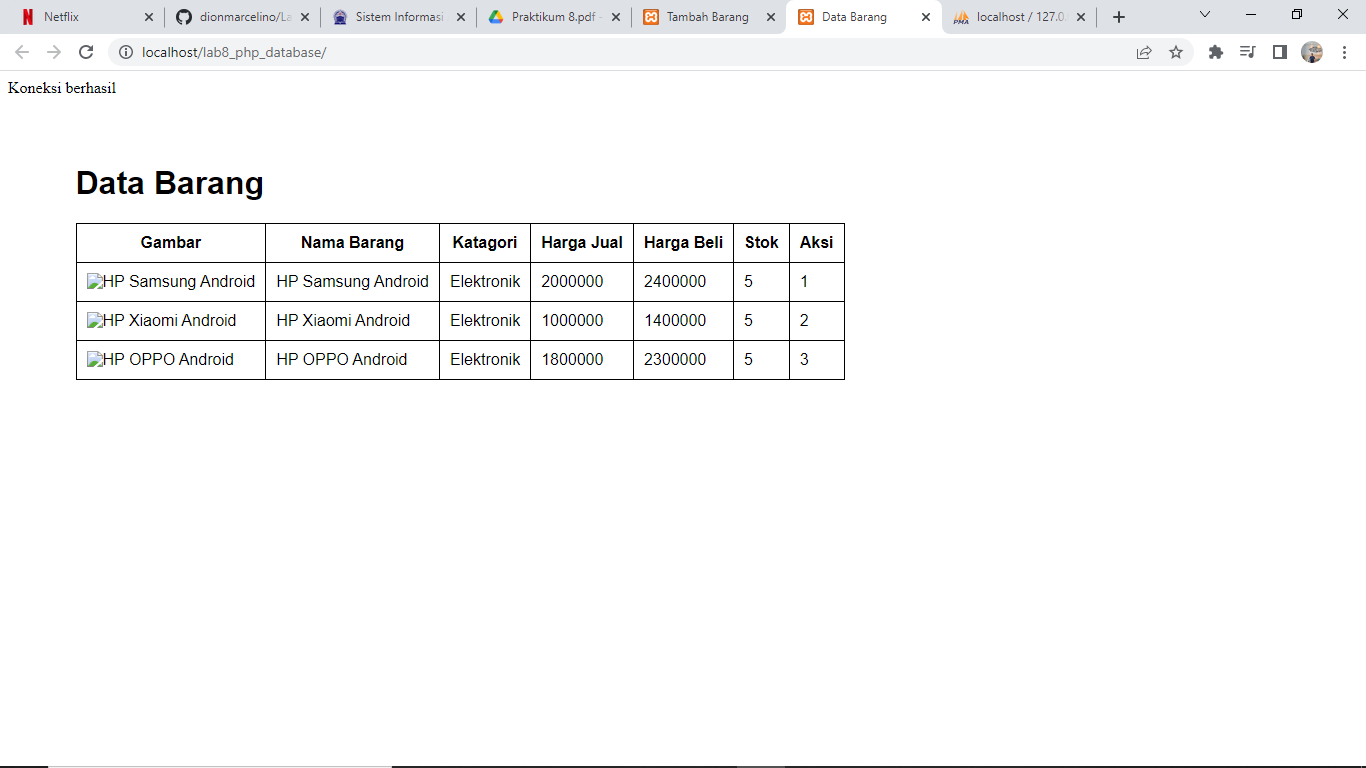 Netflix
dionmarcelino/La
Sistem Informasi
Praktikum 8.pdf -
Tambah Barang
Data Barang
localhost / 127.0.
localhost/lab8_php_database/
Koneksi berhasil
Data Barang
Gambar Nama Barang Katagori Harga Jual Harga Beli Stok Aksi
HP Samsung Android HP Samsung Android Elektronik 2000000 2400000 5 1
HP Xiaomi Android HP Xiaomi Android Elektronik 1000000 1400000 5 2
HP OPPO Android HP OPPO Android Elektronik 1800000 2300000 5 3